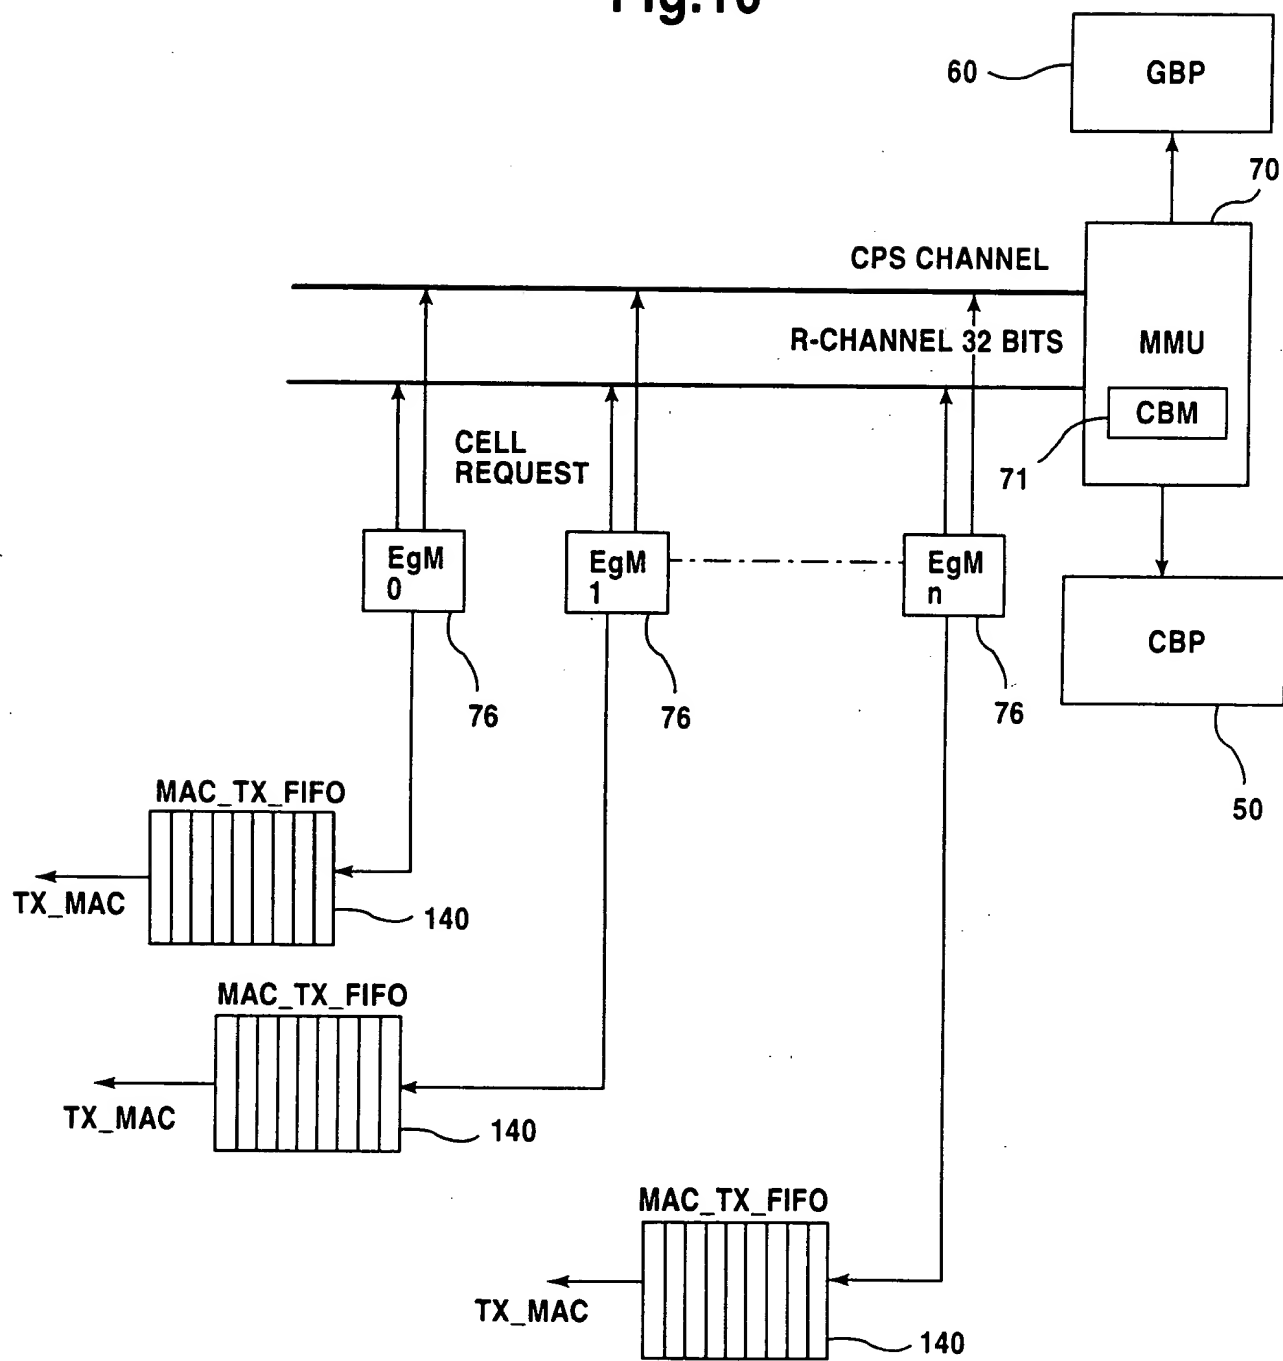 60
GBP
70
CPS CHANNEL
R-CHANNEL 32 BITS
MMU
CBM
71
CELL
REQUEST
EgM
0
EgM
1
EgM
n
CBP
76
76
76
50
MAC_TX_FIFO
TX_MAC
140
MAC_TX_FIFO
TX_MAC
140
MAC_TX_FIFO
TX_MAC
140